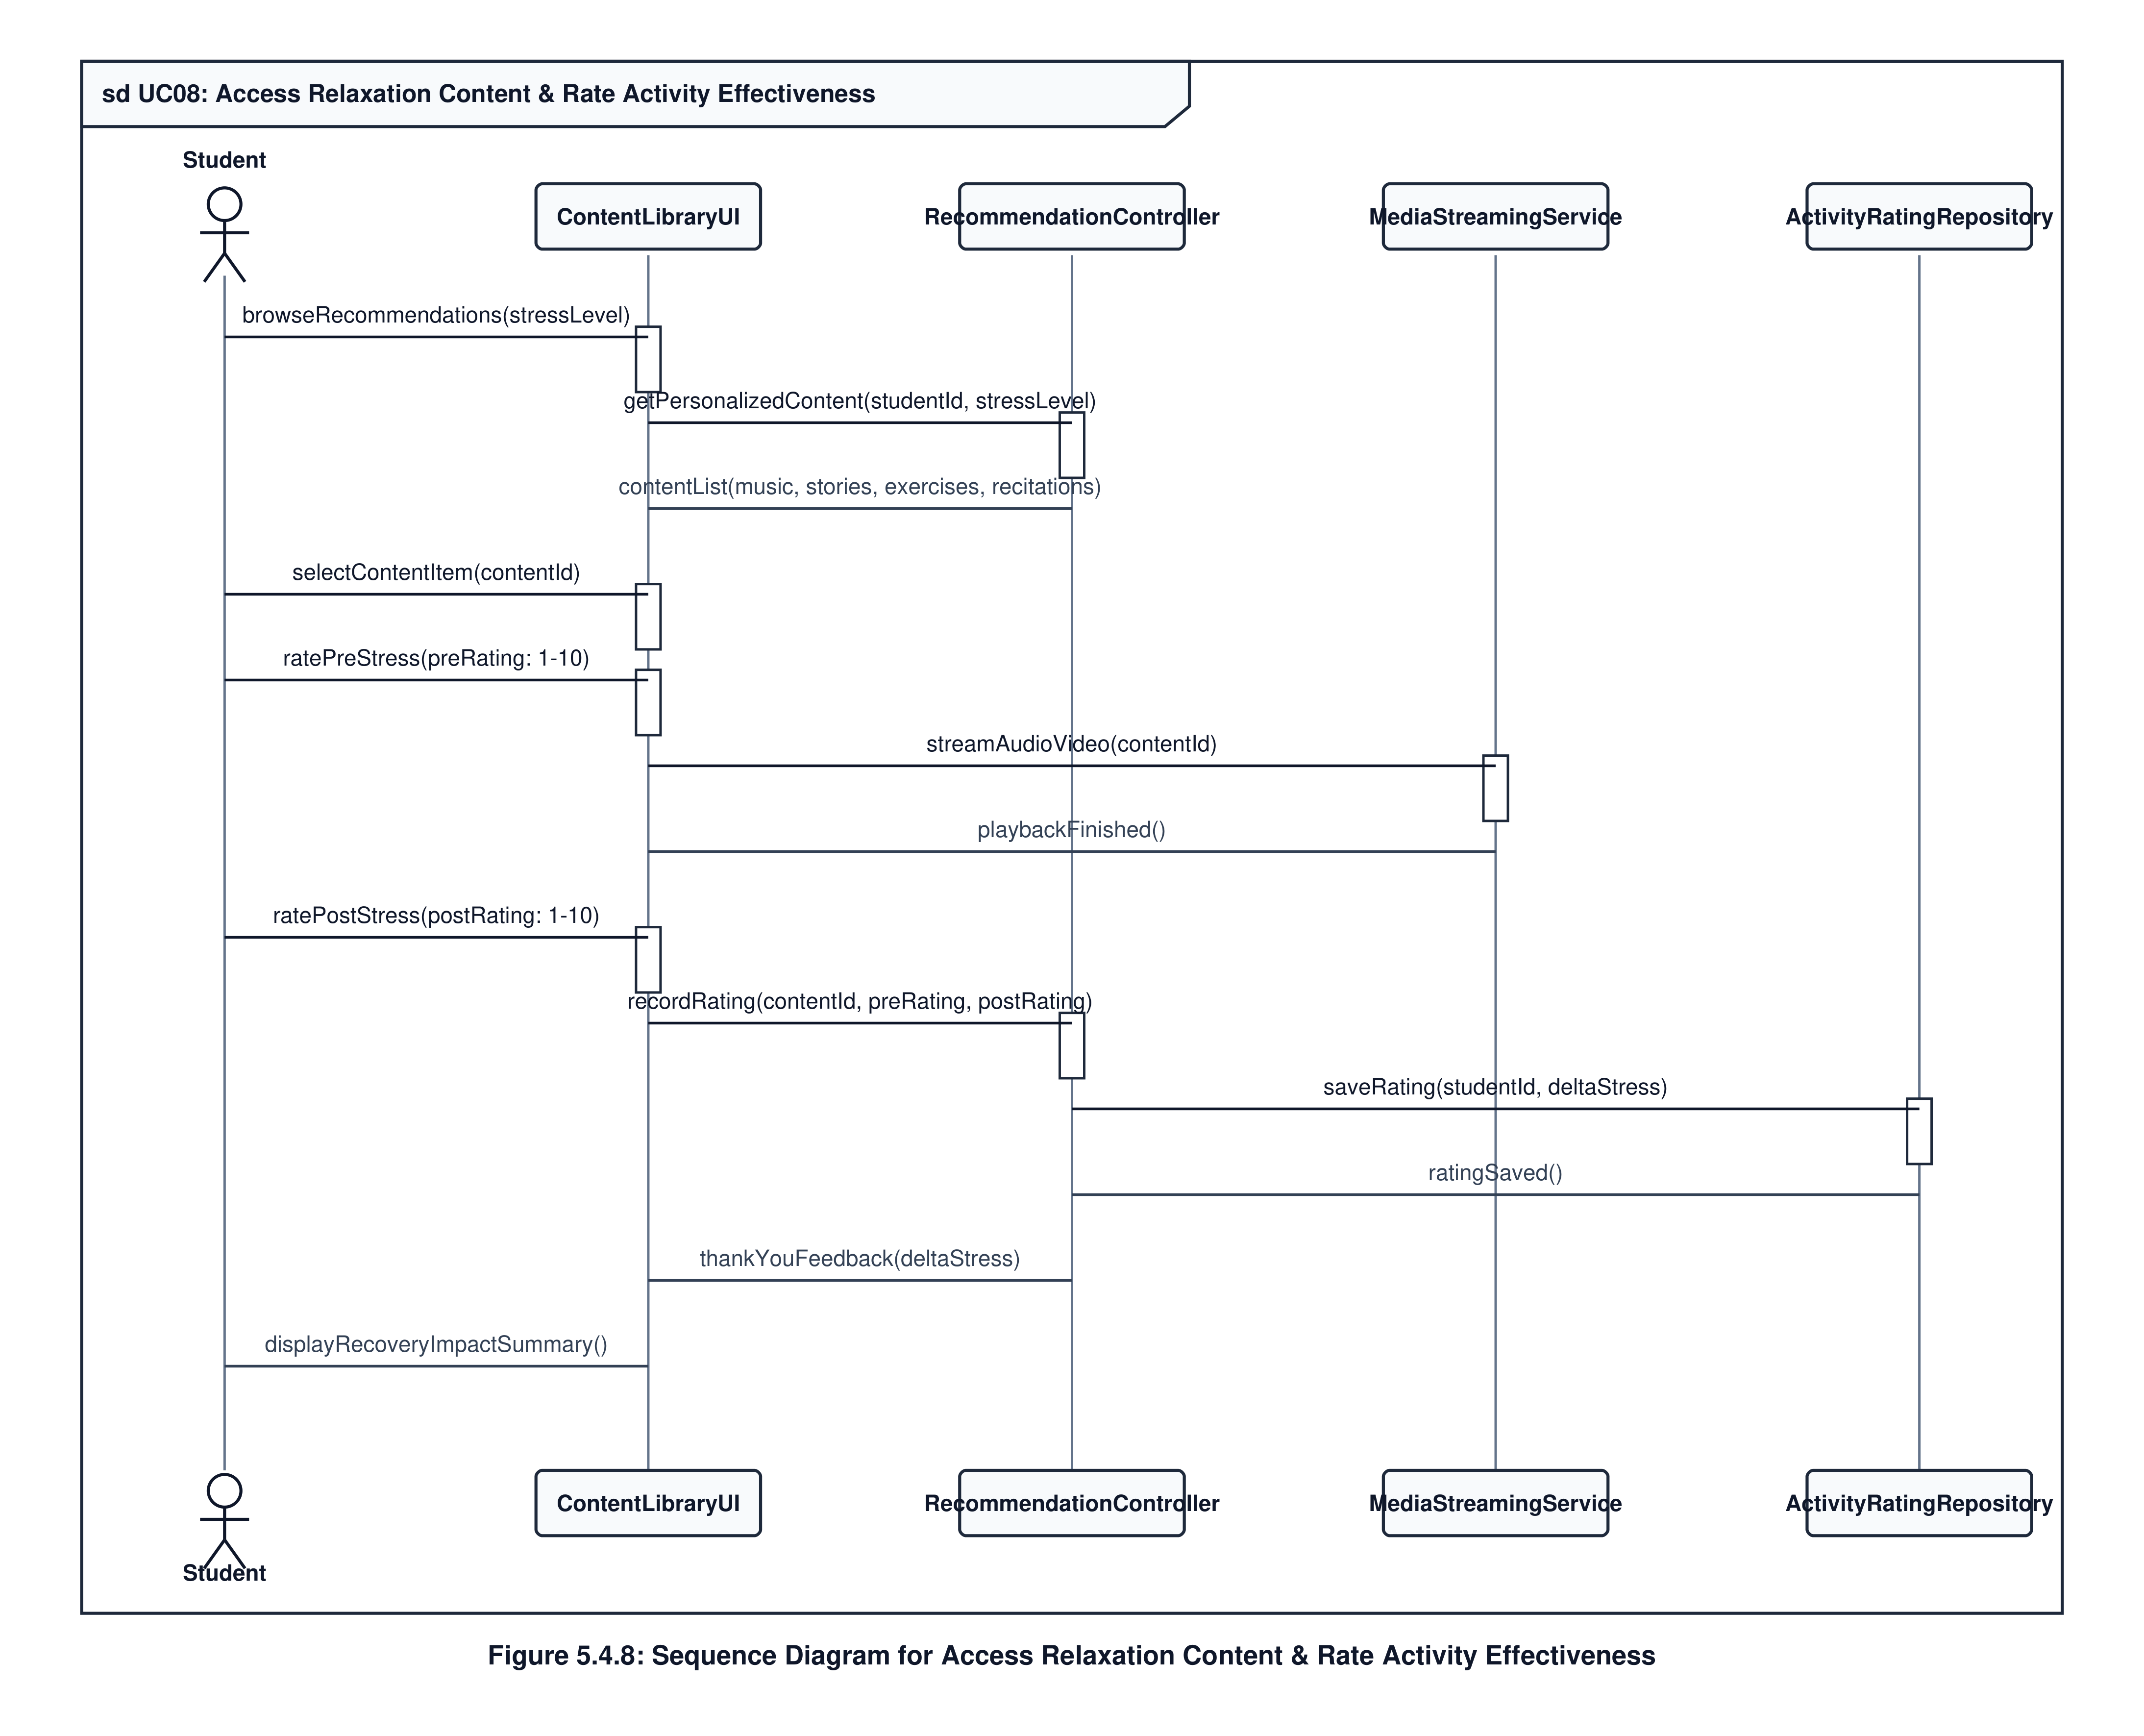 sd UC08: Access Relaxation Content & Rate Activity Effectiveness
Student
ContentLibraryUI
RecommendationController
MediaStreamingService
ActivityRatingRepository
browseRecommendations(stressLevel)
getPersonalizedContent(studentId, stressLevel)
contentList(music, stories, exercises, recitations)
selectContentItem(contentId)
ratePreStress(preRating: 1-10)
streamAudioVideo(contentId)
playbackFinished()
ratePostStress(postRating: 1-10)
recordRating(contentId, preRating, postRating)
saveRating(studentId, deltaStress)
ratingSaved()
thankYouFeedback(deltaStress)
displayRecoveryImpactSummary()
ContentLibraryUI
RecommendationController
MediaStreamingService
ActivityRatingRepository
Student
Figure 5.4.8: Sequence Diagram for Access Relaxation Content & Rate Activity Effectiveness